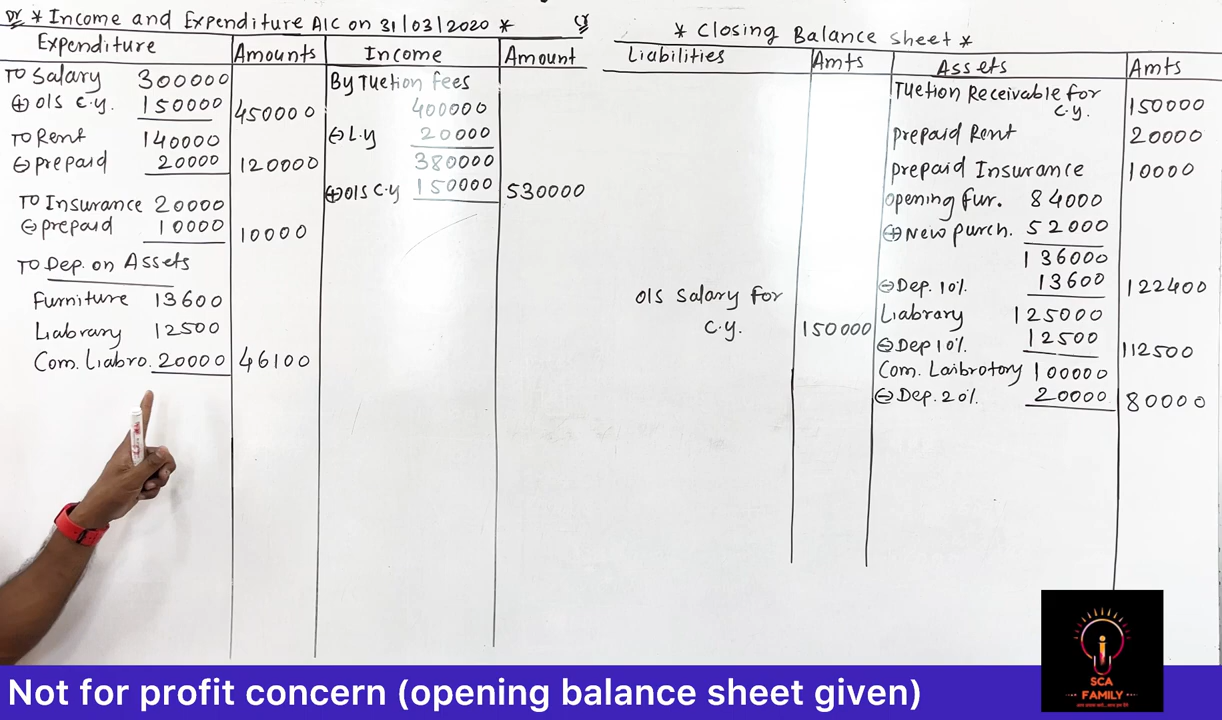 Dr * Income and Expenditure A/C on 31/03/2020 * Cr
Expenditure Amounts Income Amount
To Salary 300000
⊕ O/S C.Y. 150000 450000
To Rent 140000
⊖ prepaid 20000 120000
To Insurance 20000
⊖ prepaid 10000 10000
To Dep. on Assets
Furniture 13600
Liabrary 12500
Com. Liabro. 20000 46100
By Tuetion fees
400000
⊖ L.y 20000
380000
⊕ O/S C.Y 150000 530000
* Closing Balance Sheet *
Liabilities Amts Assets Amts
O/S Salary for
C.Y. 150000
Tuetion Receivable for
C.Y. 150000
prepaid Rent 20000
prepaid Insurance 10000
opening fur. 84000
⊕ New purch. 52000
136000
⊖ Dep. 10% 13600 122400
Liabrary 125000
⊖ Dep 10% 12500 112500
Com. Laibrotory 100000
⊖ Dep. 20% 20000 80000
Not for profit concern (opening balance sheet given)
SCA
FAMILY